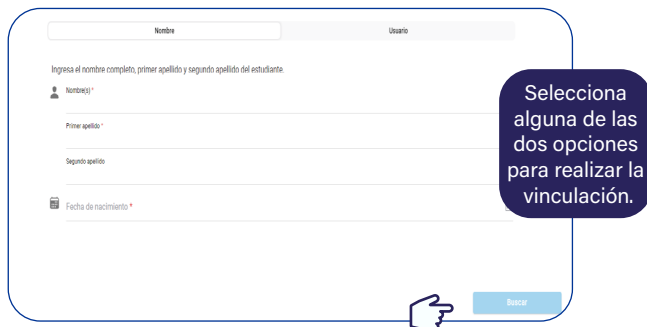 Nombre
Usuario
Ingresa el nombre completo, primer apellido y segundo apellido del estudiante.
Nombre(s) *
Primer apellido *
Segundo apellido
Fecha de nacimiento *
Selecciona
alguna de las
dos opciones
para realizar la
vinculación.
Buscar